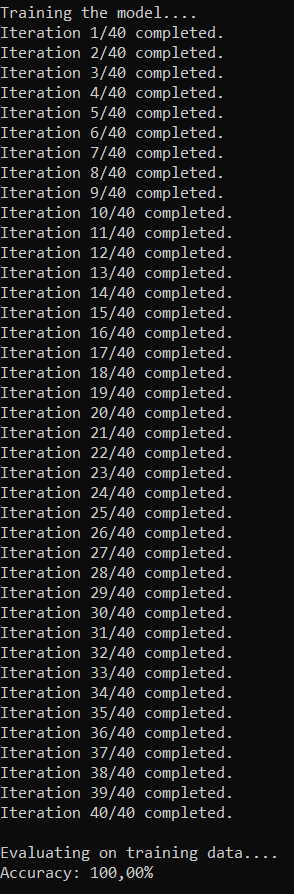 Training the model....
Iteration 1/40 completed.
Iteration 2/40 completed.
Iteration 3/40 completed.
Iteration 4/40 completed.
Iteration 5/40 completed.
Iteration 6/40 completed.
Iteration 7/40 completed.
Iteration 8/40 completed.
Iteration 9/40 completed.
Iteration 10/40 completed.
Iteration 11/40 completed.
Iteration 12/40 completed.
Iteration 13/40 completed.
Iteration 14/40 completed.
Iteration 15/40 completed.
Iteration 16/40 completed.
Iteration 17/40 completed.
Iteration 18/40 completed.
Iteration 19/40 completed.
Iteration 20/40 completed.
Iteration 21/40 completed.
Iteration 22/40 completed.
Iteration 23/40 completed.
Iteration 24/40 completed.
Iteration 25/40 completed.
Iteration 26/40 completed.
Iteration 27/40 completed.
Iteration 28/40 completed.
Iteration 29/40 completed.
Iteration 30/40 completed.
Iteration 31/40 completed.
Iteration 32/40 completed.
Iteration 33/40 completed.
Iteration 34/40 completed.
Iteration 35/40 completed.
Iteration 36/40 completed.
Iteration 37/40 completed.
Iteration 38/40 completed.
Iteration 39/40 completed.
Iteration 40/40 completed.

Evaluating on training data....
Accuracy: 100,00%